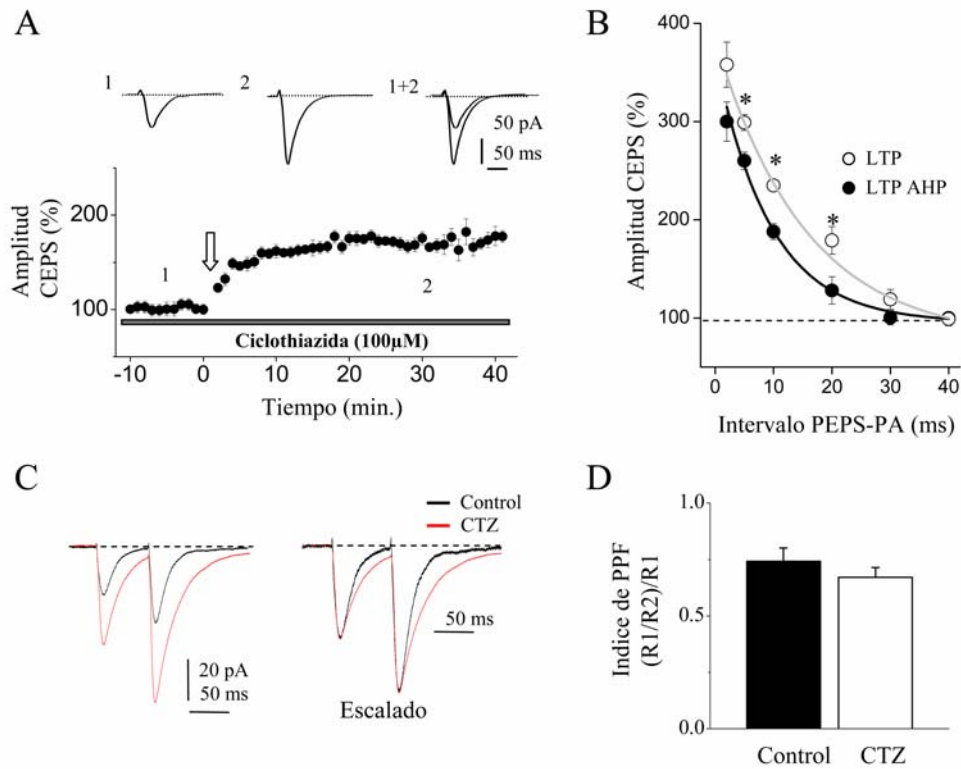 A
1
2
1+2
50 pA
50 ms
Amplitud
CEPS (%)
200
100
1
2
Ciclothiazida (100µM)
-10
0
10
20
30
40
Tiempo (min.)
B
Amplitud CEPS (%)
400
300
200
100
*
*
*
LTP
LTP AHP
0
10
20
30
40
Intervalo PEPS-PA (ms)
C
Control
CTZ
20 pA
50 ms
50 ms
Escalado
D
Indice de PPF
(R1/R2)/R1
1.0
0.5
0.0
Control
CTZ